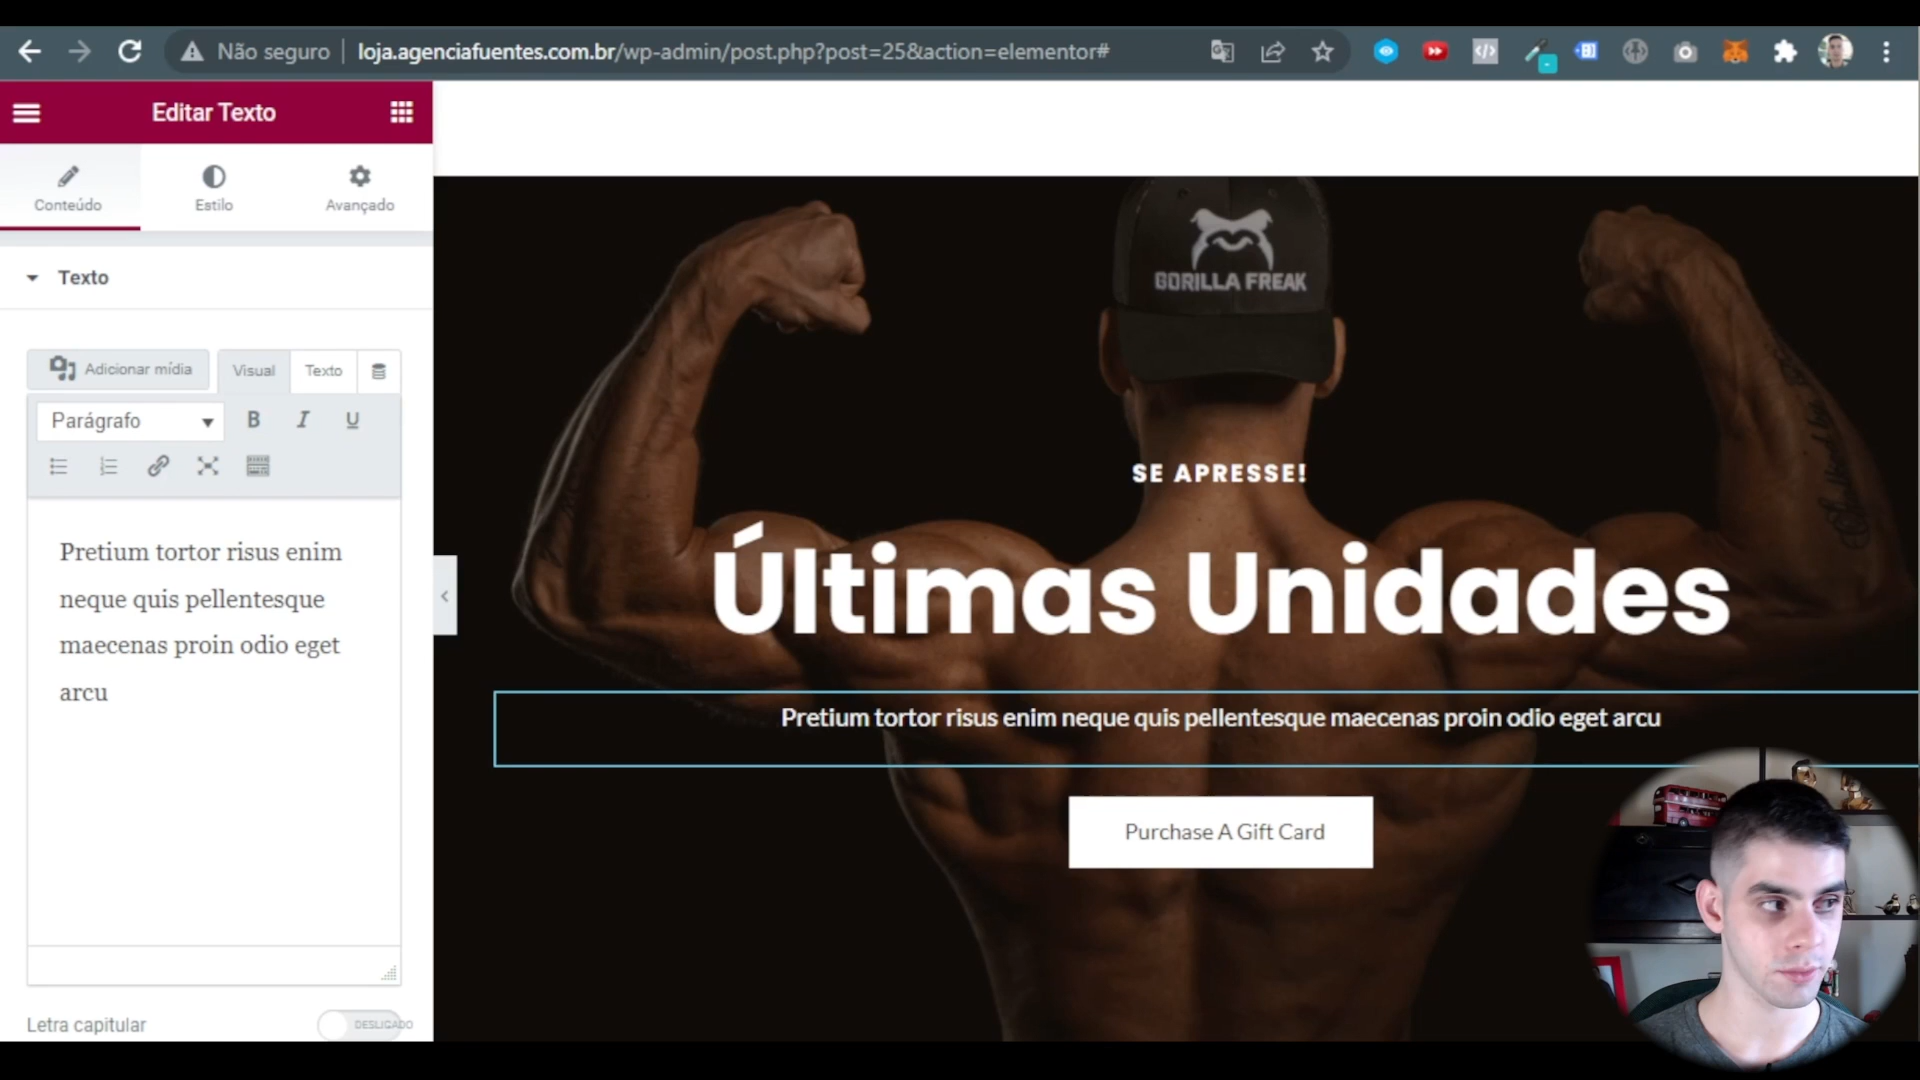 Não seguro
loja.agenciafuentes.com.br/wp-admin/post.php?post=25&action=elementor#
Editar Texto
Conteúdo
Estilo
Avançado
Texto
Adicionar mídia
Visual
Texto
Parágrafo
B
I
U
Pretium tortor risus enim
neque quis pellentesque
maecenas proin odio eget
arcu
Letra capitular
DESLIGADO
GORILLA FREAK
SE APRESSE!
Últimas Unidades
Pretium tortor risus enim neque quis pellentesque maecenas proin odio eget arcu
Purchase A Gift Card